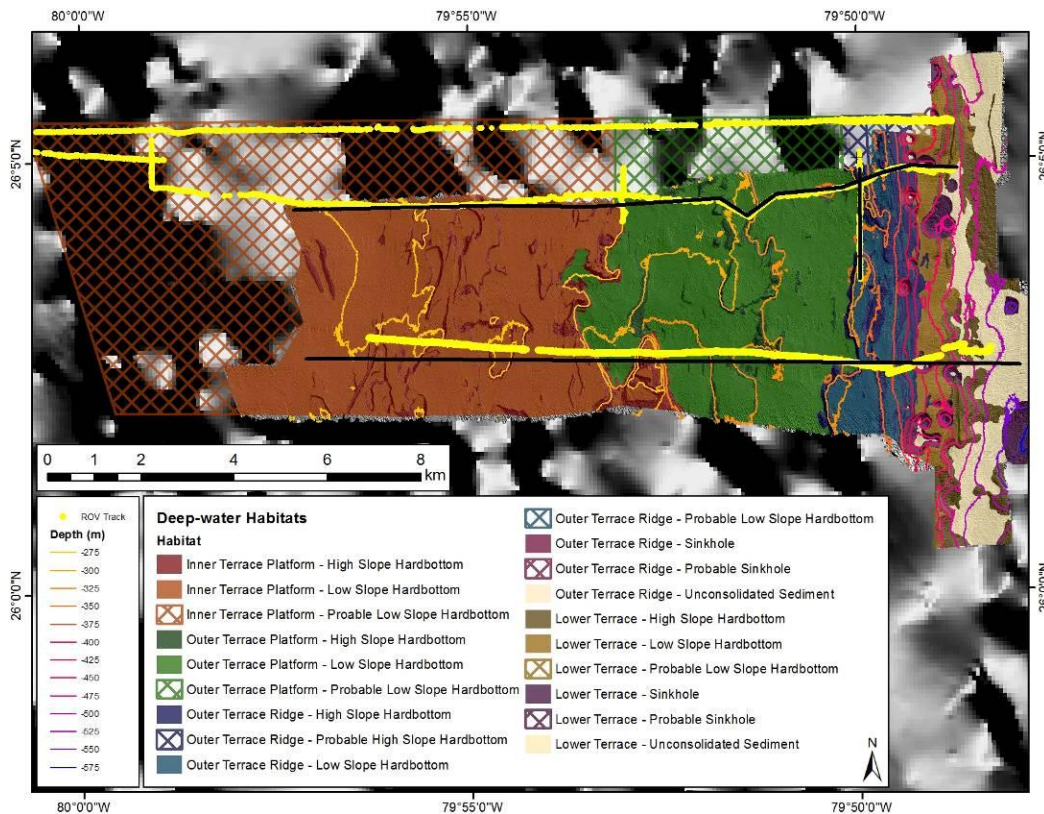 80°0'0"W 79°55'0"W 79°50'0"W
26°5'0"N 26°5'0"N
0 1 2 4 6 8
km
ROV Track
Depth (m)
-275
-300
-325
-350
-375
-400
-425
-450
-475
-500
-525
-550
-575
Deep-water Habitats
Habitat
Inner Terrace Platform - High Slope Hardbottom
Inner Terrace Platform - Low Slope Hardbottom
Inner Terrace Platform - Proable Low Slope Hardbottom
Outer Terrace Platform - High Slope Hardbottom
Outer Terrace Platform - Low Slope Hardbottom
Outer Terrace Platform - Probable Low Slope Hardbottom
Outer Terrace Ridge - High Slope Hardbottom
Outer Terrace Ridge - Probable High Slope Hardbottom
Outer Terrace Ridge - Low Slope Hardbottom
Outer Terrace Ridge - Probable Low Slope Hardbottom
Outer Terrace Ridge - Sinkhole
Outer Terrace Ridge - Probable Sinkhole
Outer Terrace Ridge - Unconsolidated Sediment
Lower Terrace - High Slope Hardbottom
Lower Terrace - Low Slope Hardbottom
Lower Terrace - Probable Low Slope Hardbottom
Lower Terrace - Sinkhole
Lower Terrace - Probable Sinkhole
Lower Terrace - Unconsolidated Sediment
N
26°0'0"N 26°0'0"N
80°0'0"W 79°55'0"W 79°50'0"W